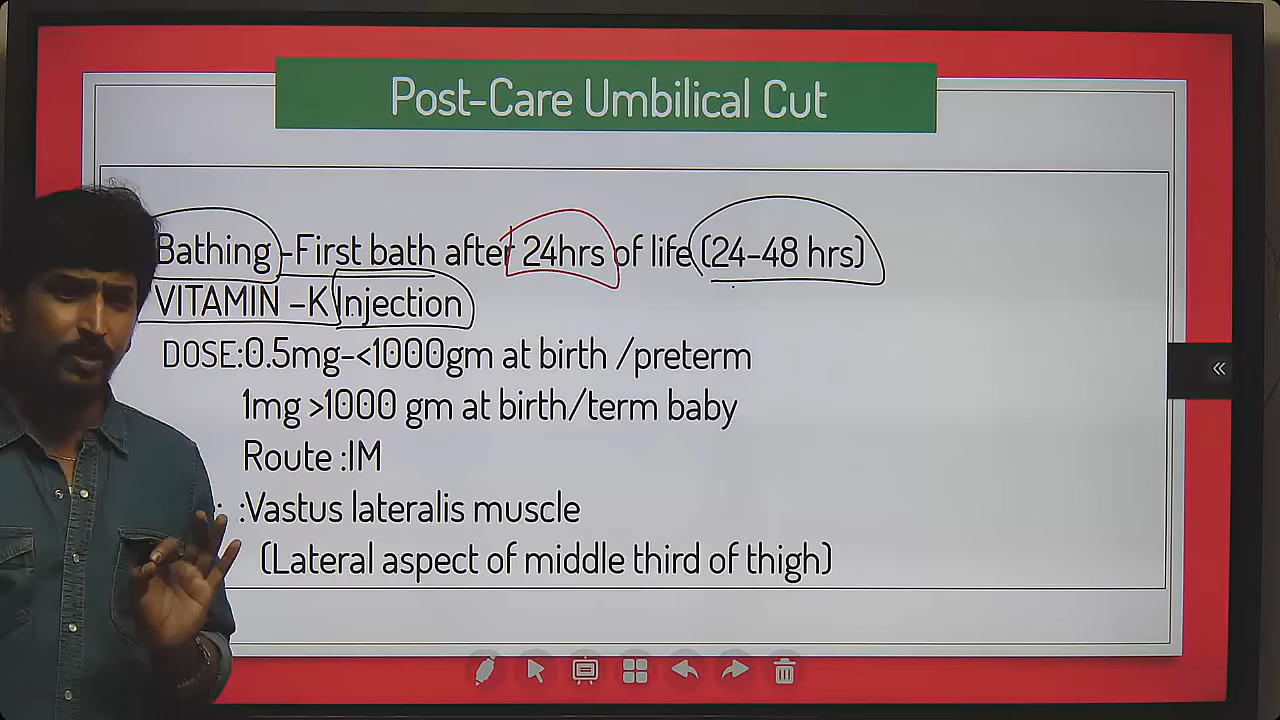 Post-Care Umbilical Cut
Bathing -First bath after 24hrs of life (24-48 hrs)
VITAMIN -K Injection
DOSE:0.5mg-<1000gm at birth /preterm
1mg >1000 gm at birth/term baby
Route :IM
: :Vastus lateralis muscle
(Lateral aspect of middle third of thigh)